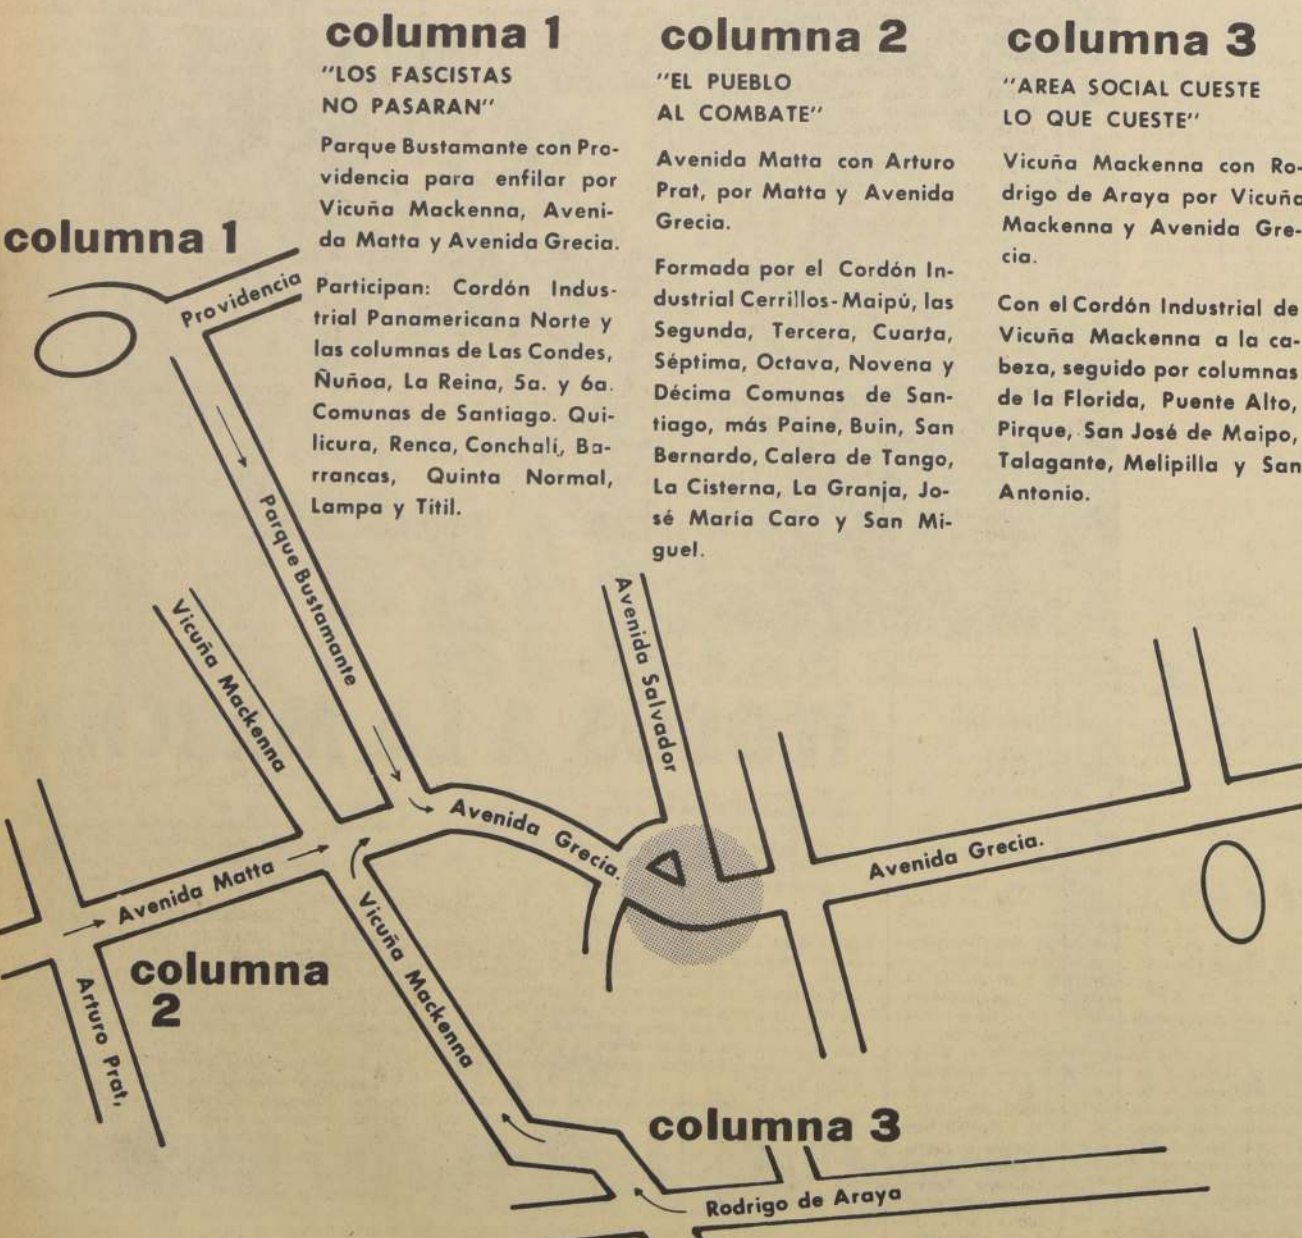 columna 1
"LOS FASCISTAS
NO PASARAN"
Parque Bustamante con Pro-
videncia para enfilar por
Vicuña Mackenna, Aveni-
da Matta y Avenida Grecia.
Participan: Cordón Indus-
trial Panamericana Norte y
las columnas de Las Condes,
Ñuñoa, La Reina, 5a. y 6a.
Comunas de Santiago. Qui-
licura, Renca, Conchalí, Ba-
rrancas, Quinta Normal,
Lampa y Titil.
columna 2
"EL PUEBLO
AL COMBATE"
Avenida Matta con Arturo
Prat, por Matta y Avenida
Grecia.
Formada por el Cordón In-
dustrial Cerrillos-Maipú, las
Segunda, Tercera, Cuarta,
Séptima, Octava, Novena y
Décima Comunas de San-
tiago, más Paine, Buin, San
Bernardo, Calera de Tango,
La Cisterna, La Granja, Jo-
sé María Caro y San Mi-
guel.
columna 3
"AREA SOCIAL CUESTE
LO QUE CUESTE"
Vicuña Mackenna con Ro-
drigo de Araya por Vicuña
Mackenna y Avenida Gre-
cia.
Con el Cordón Industrial de
Vicuña Mackenna a la ca-
beza, seguido por columnas
de la Florida, Puente Alto,
Pirque, San José de Maipo,
Talagante, Melipilla y San
Antonio.
columna 1
Providencia
Parque Bustamante
Vicuña Mackenna
Avenida Salvador
Avenida Grecia.
Avenida Grecia.
Avenida Matta
columna
2
Arturo Prat,
Vicuña Mackenna
columna 3
Rodrigo de Araya